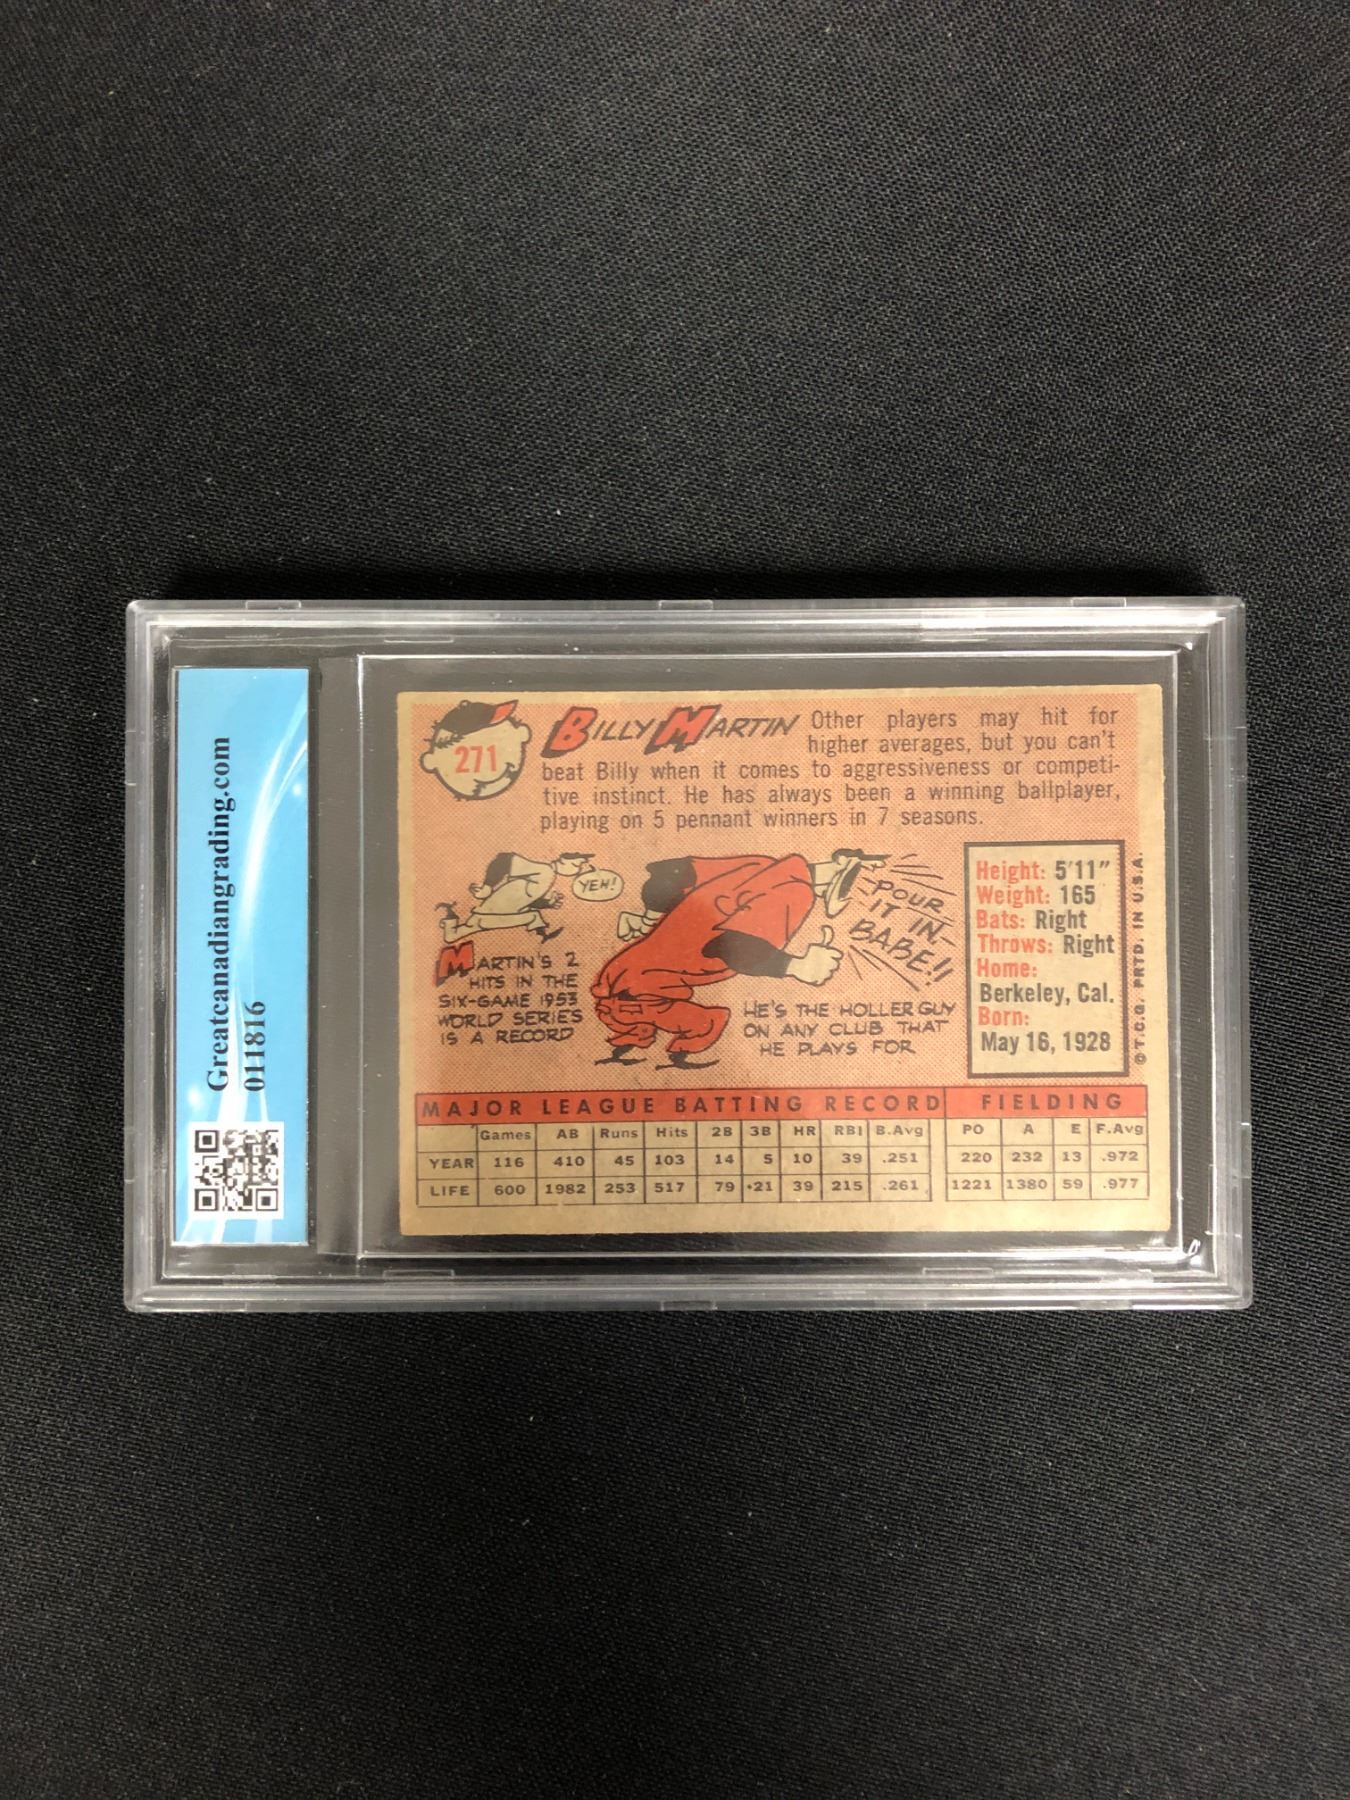 Greatcanadiangrading.com
011816
271
BILLY MARTIN Other players may hit for
higher averages, but you can't
beat Billy when it comes to aggressiveness or competi-
tive instinct. He has always been a winning ballplayer,
playing on 5 pennant winners in 7 seasons.
YEH!
MARTIN'S 2
HITS IN THE
SIX-GAME 1953
WORLD SERIES
IS A RECORD
POUR
IT IN-
BABE!!
HE'S THE HOLLER GUY
ON ANY CLUB THAT
HE PLAYS FOR
Height: 5'11"
Weight: 165
Bats: Right
Throws: Right
Home:
Berkeley, Cal.
Born:
May 16, 1928
© T.C.G. PRTD. IN U.S.A.
MAJOR LEAGUE BATTING RECORD FIELDING
Games AB Runs Hits 2B 3B HR RBI B.Avg PO A E F.Avg
YEAR 116 410 45 103 14 5 10 39 .251 220 232 13 .972
LIFE 600 1982 253 517 79 •21 39 215 .261 1221 1380 59 .977